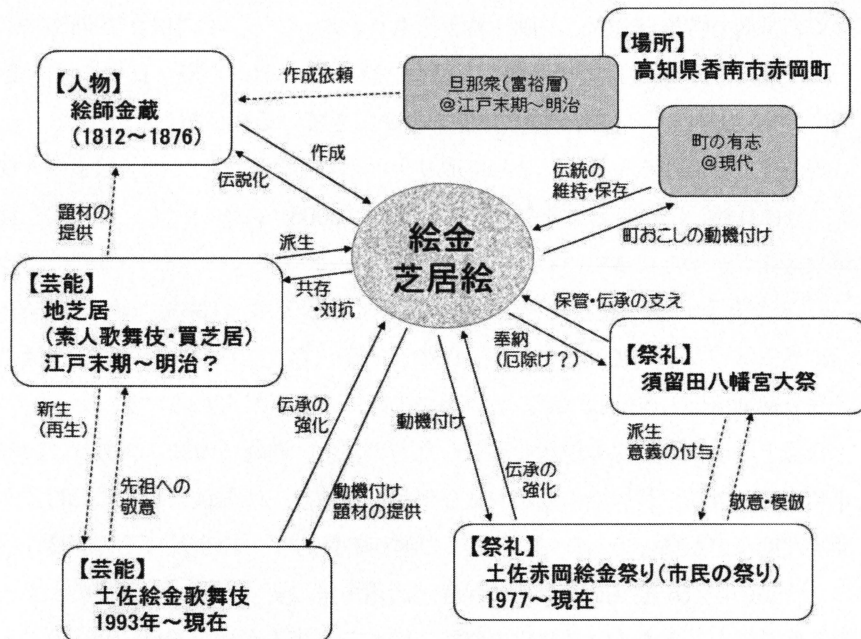 【場所】
高知県香南市赤岡町
旦那衆(富裕層)
@江戸末期～明治
町の有志
@現代
【人物】
絵師金蔵
(1812～1876)
作成依頼
作成
伝説化
題材の
提供
伝統の
維持・保存
町おこしの動機付け
絵金
芝居絵
派生
共存
・対抗
【芸能】
地芝居
(素人歌舞伎・買芝居)
江戸末期～明治？
保管・伝承の支え
奉納
(厄除け？)
【祭礼】
須留田八幡宮大祭
新生
(再生)
先祖への
敬意
伝承の
強化
動機付け
題材の提供
動機付け
伝承の
強化
派生
意義の付与
敬意・模倣
【芸能】
土佐絵金歌舞伎
1993年～現在
【祭礼】
土佐赤岡絵金祭り(市民の祭り)
1977～現在